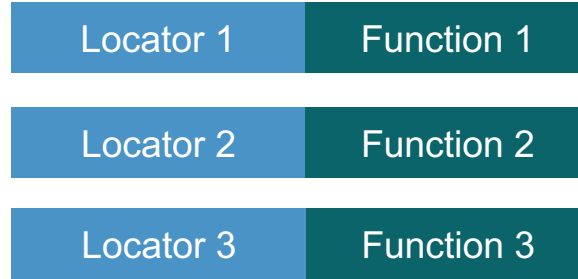 Locator 1 Function 1
Locator 2 Function 2
Locator 3 Function 3